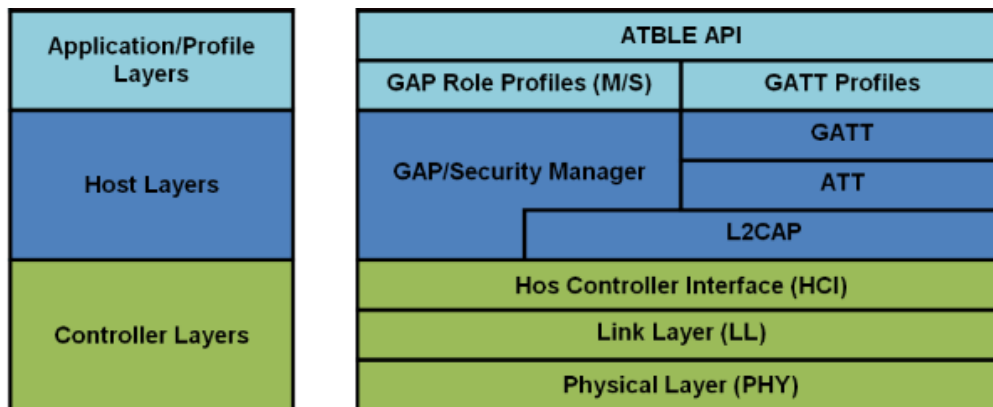 Application/Profile
Layers
Host Layers
Controller Layers
ATBLE API
GAP Role Profiles (M/S)
GATT Profiles
GAP/Security Manager
GATT
ATT
L2CAP
Hos Controller Interface (HCI)
Link Layer (LL)
Physical Layer (PHY)